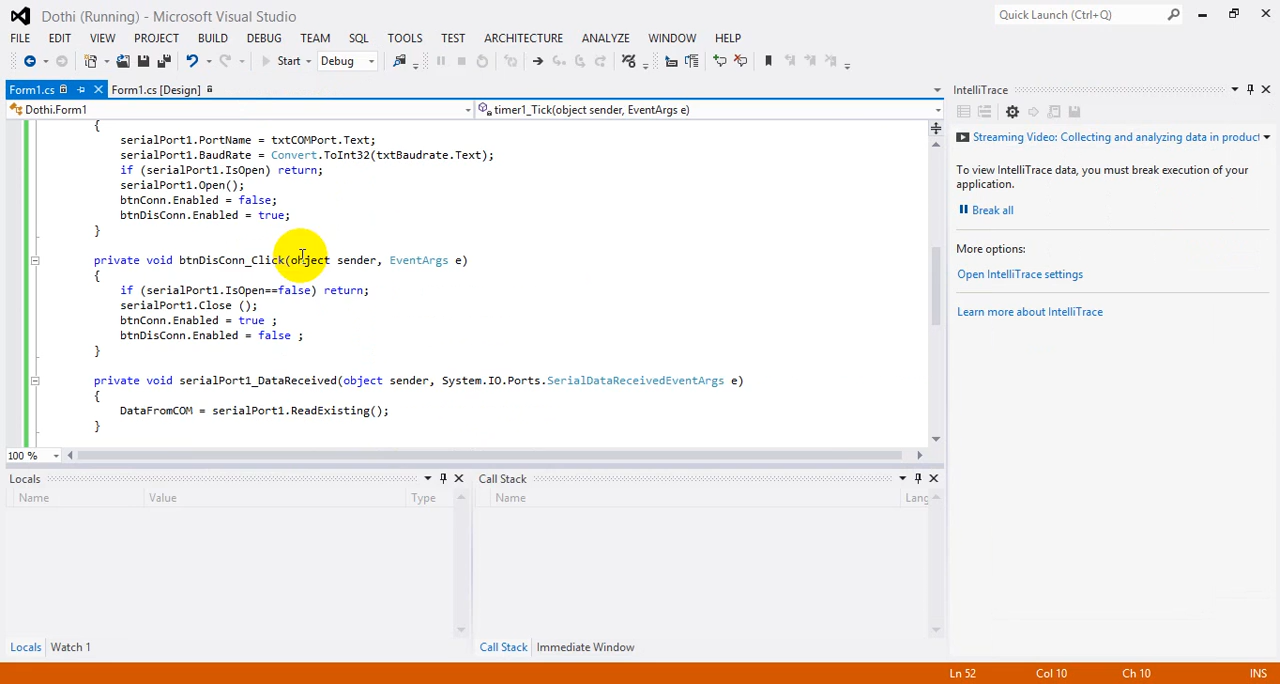 Dothi (Running) - Microsoft Visual Studio
Quick Launch (Ctrl+Q)
FILE EDIT VIEW PROJECT BUILD DEBUG TEAM SQL TOOLS TEST ARCHITECTURE ANALYZE WINDOW HELP
Start Debug
Form1.cs Form1.cs [Design]
Dothi.Form1 timer1_Tick(object sender, EventArgs e)
{
serialPort1.PortName = txtCOMPort.Text;
serialPort1.BaudRate = Convert.ToInt32(txtBaudrate.Text);
if (serialPort1.IsOpen) return;
serialPort1.Open();
btnConn.Enabled = false;
btnDisConn.Enabled = true;
}
private void btnDisConn_Click(object sender, EventArgs e)
{
if (serialPort1.IsOpen==false) return;
serialPort1.Close ();
btnConn.Enabled = true ;
btnDisConn.Enabled = false ;
}
private void serialPort1_DataReceived(object sender, System.IO.Ports.SerialDataReceivedEventArgs e)
{
DataFromCOM = serialPort1.ReadExisting();
}
100 %
IntelliTrace
Streaming Video: Collecting and analyzing data in product
To view IntelliTrace data, you must break execution of your
application.
Break all
More options:
Open IntelliTrace settings
Learn more about IntelliTrace
Locals
Name Value Type
Call Stack
Name Lang
Locals Watch 1
Call Stack Immediate Window
Ln 52 Col 10 Ch 10 INS